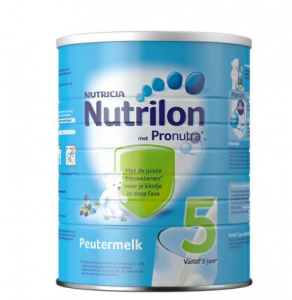 NUTRICIA
Nutrilon
met Pronutra
Met de juiste
bouwstenen*
voor je kindje
in deze fase
5
Peutermelk
Vanaf 2 jaar